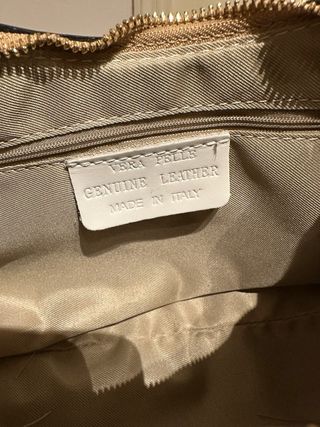 VERA PELLE
GENUINE LEATHER
MADE IN ITALY